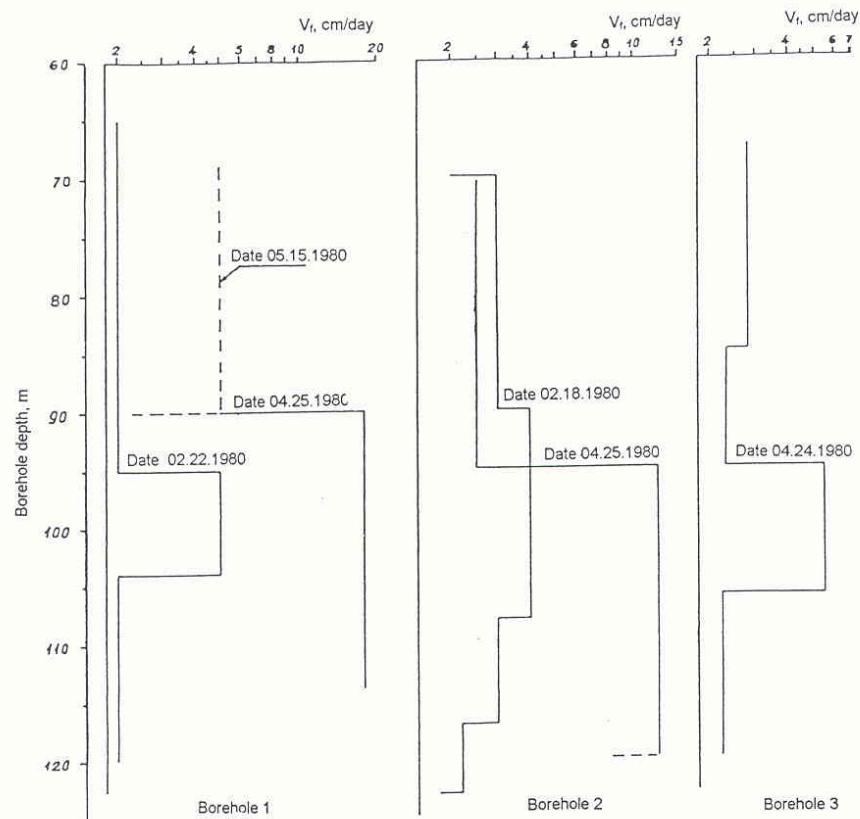 V_f, cm/day
V_f, cm/day
V_f, cm/day
2 5 8 10 20
2 4 6 8 10 15
2 4 6 7
60
70
80
90
100
110
120
Borehole depth, m
Date 05.15.1980
Date 04.25.1980
Date 02.22.1980
Date 02.18.1980
Date 04.25.1980
Date 04.24.1980
Borehole 1
Borehole 2
Borehole 3